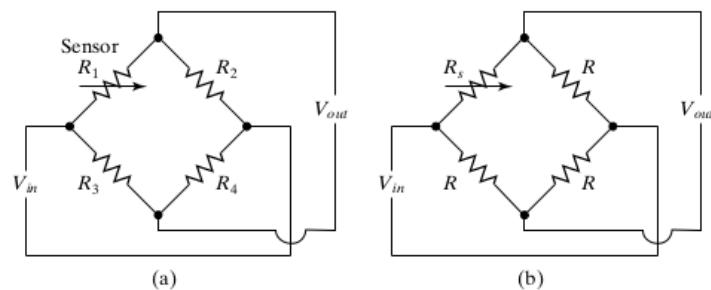 Sensor
R1 R2
Rs R
Vout
Vout
Vin R3 R4
Vin R R
(a) (b)